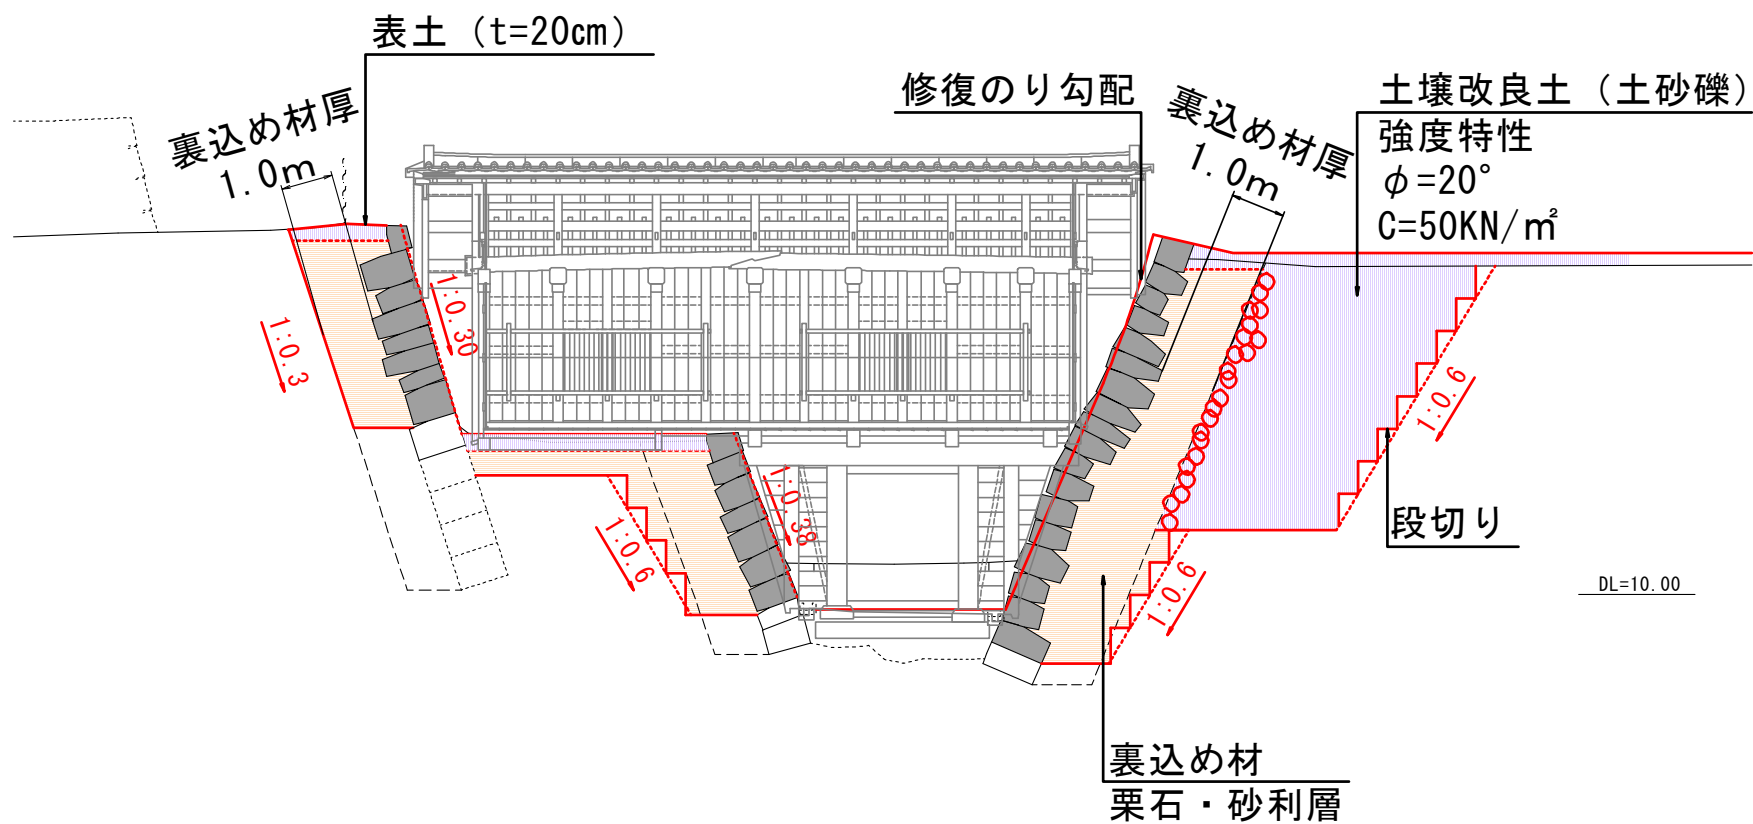 表土（t=20㎝）
修復のり勾配
土壌改良土（土砂礫）
強度特性
φ=20°
C=50KN/㎡
裏込め材厚
1.0m
裏込め材厚
1.0m
1:0.3
1:0.30
1:0.6
1:0.38
1:0.6
1:0.6
段切り
DL=10.00
裏込め材
栗石・砂利層